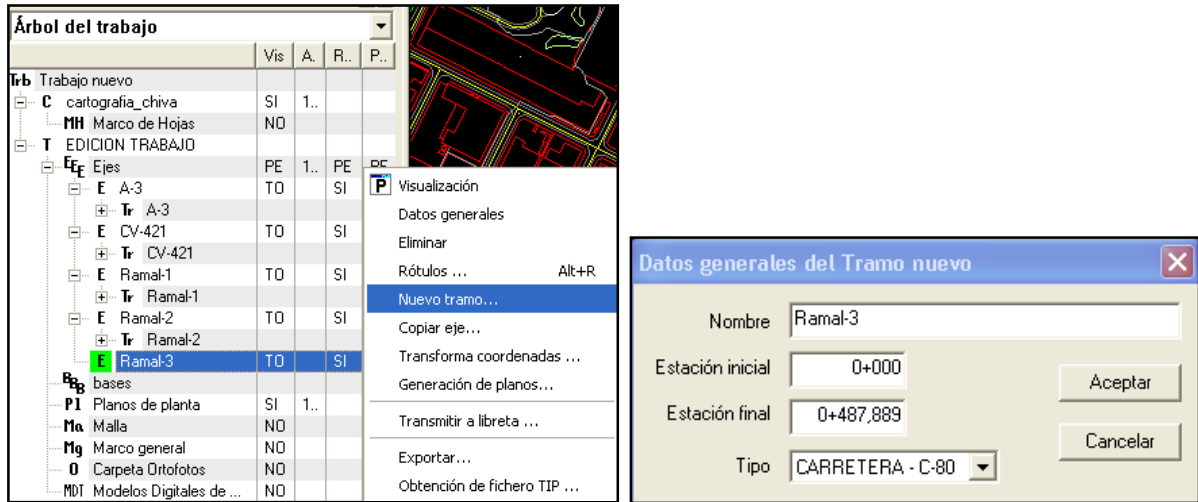 Árbol del trabajo
Vis A. R.. P..
Trb Trabajo nuevo
C cartografia_chiva SI 1..
MH Marco de Hojas NO
T EDICION TRABAJO
EEE Ejes PE 1.. PE PE
E A-3 TO SI
Tr A-3
E CV-421 TO SI
Tr CV-421
E Ramal-1 TO SI
Tr Ramal-1
E Ramal-2 TO SI
Tr Ramal-2
E Ramal-3 TO SI
BBB bases
Pl Planos de planta SI 1..
Ma Malla NO
Mg Marco general NO
O Carpeta Ortofotos NO
MDT Modelos Digitales de ... NO
P Visualización
Datos generales
Eliminar
Rótulos ... Alt+R
Nuevo tramo...
Copiar eje...
Transforma coordenadas ...
Generación de planos...
Transmitir a libreta ...
Exportar...
Obtención de fichero TIP ...
Datos generales del Tramo nuevo
Nombre Ramal-3
Estación inicial 0+000
Estación final 0+487,889
Tipo CARRETERA - C-80
Aceptar
Cancelar